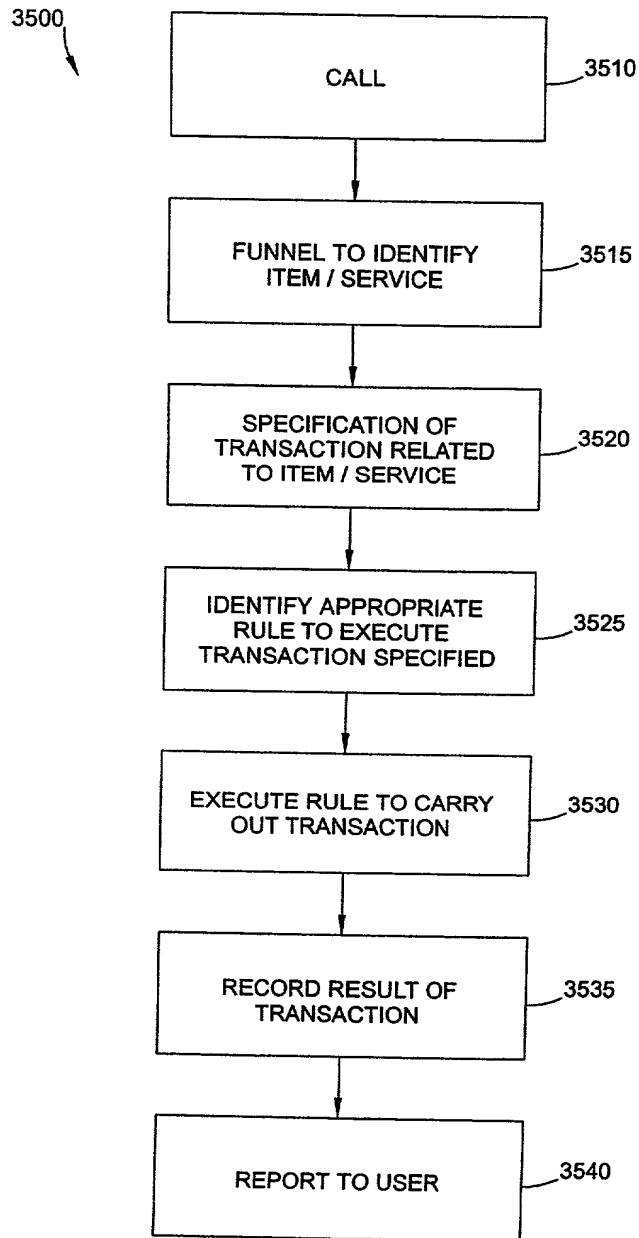 3500
CALL
3510
FUNNEL TO IDENTIFY
ITEM / SERVICE
3515
SPECIFICATION OF
TRANSACTION RELATED
TO ITEM / SERVICE
3520
IDENTIFY APPROPRIATE
RULE TO EXECUTE
TRANSACTION SPECIFIED
3525
EXECUTE RULE TO CARRY
OUT TRANSACTION
3530
RECORD RESULT OF
TRANSACTION
3535
REPORT TO USER
3540